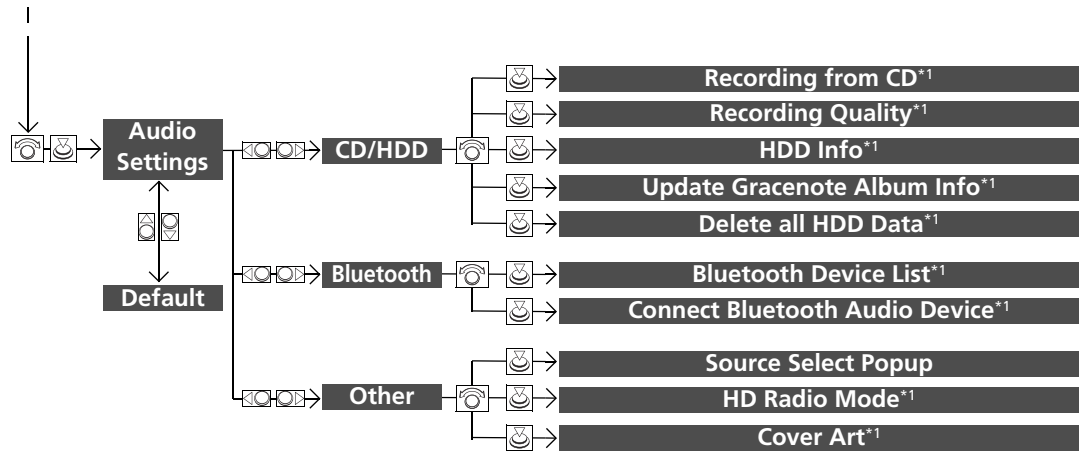 Audio
Settings
Default
CD/HDD
Recording from CD*1
Recording Quality*1
HDD Info*1
Update Gracenote Album Info*1
Delete all HDD Data*1
Bluetooth
Bluetooth Device List*1
Connect Bluetooth Audio Device*1
Other
Source Select Popup
HD Radio Mode*1
Cover Art*1